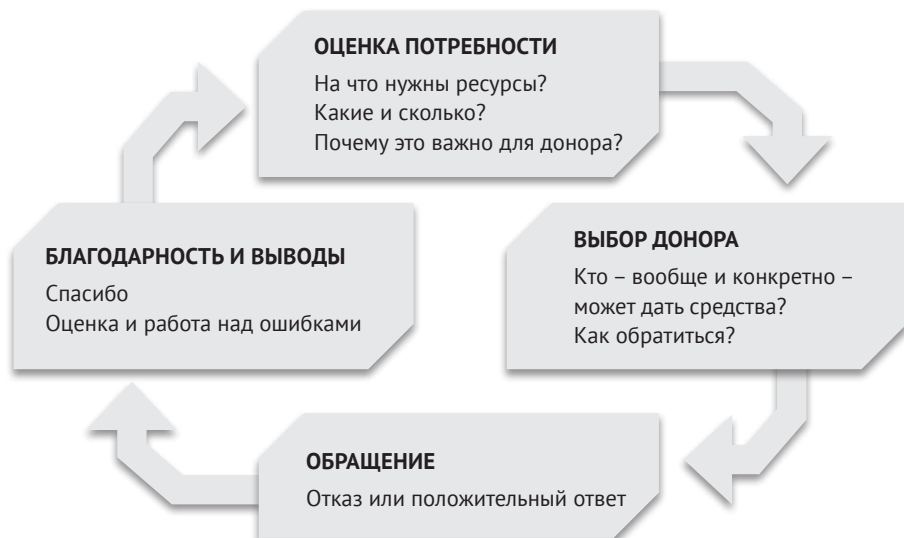 ОЦЕНКА ПОТРЕБНОСТИ
На что нужны ресурсы?
Какие и сколько?
Почему это важно для донора?
ВЫБОР ДОНОРА
Кто – вообще и конкретно –
может дать средства?
Как обратиться?
ОБРАЩЕНИЕ
Отказ или положительный ответ
БЛАГОДАРНОСТЬ И ВЫВОДЫ
Спасибо
Оценка и работа над ошибками